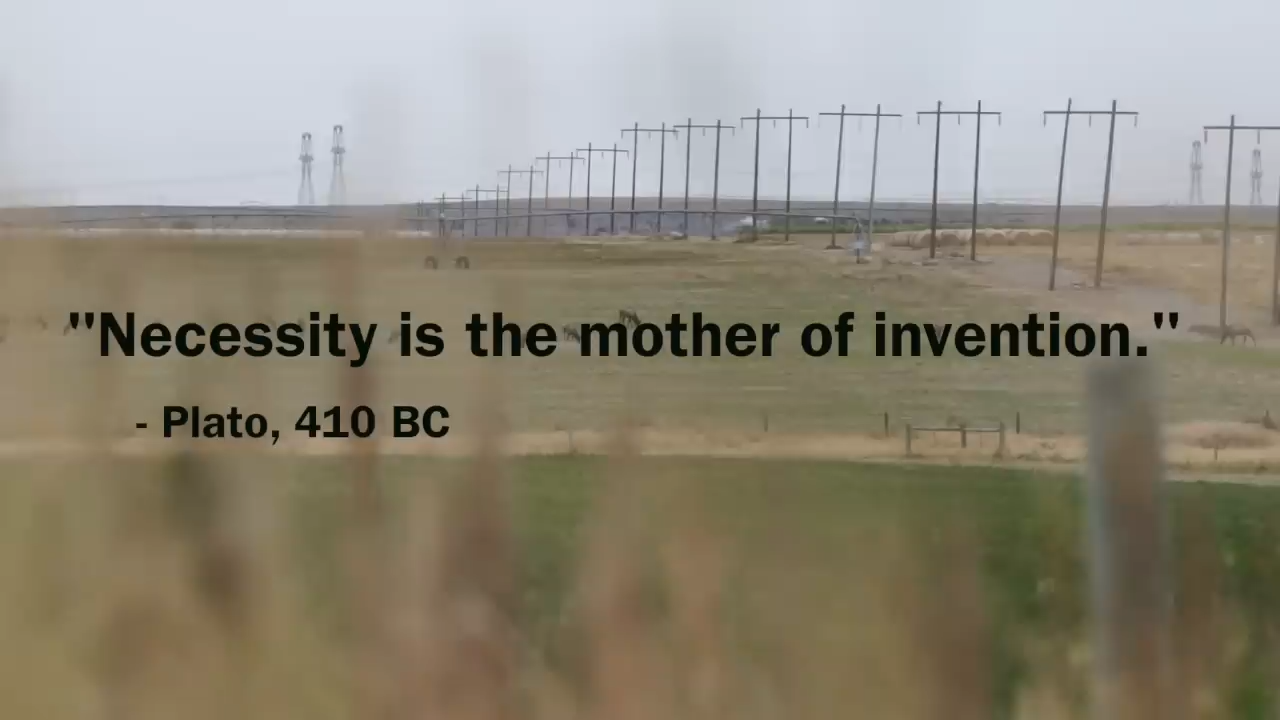 "Necessity is the mother of invention."
- Plato, 410 BC